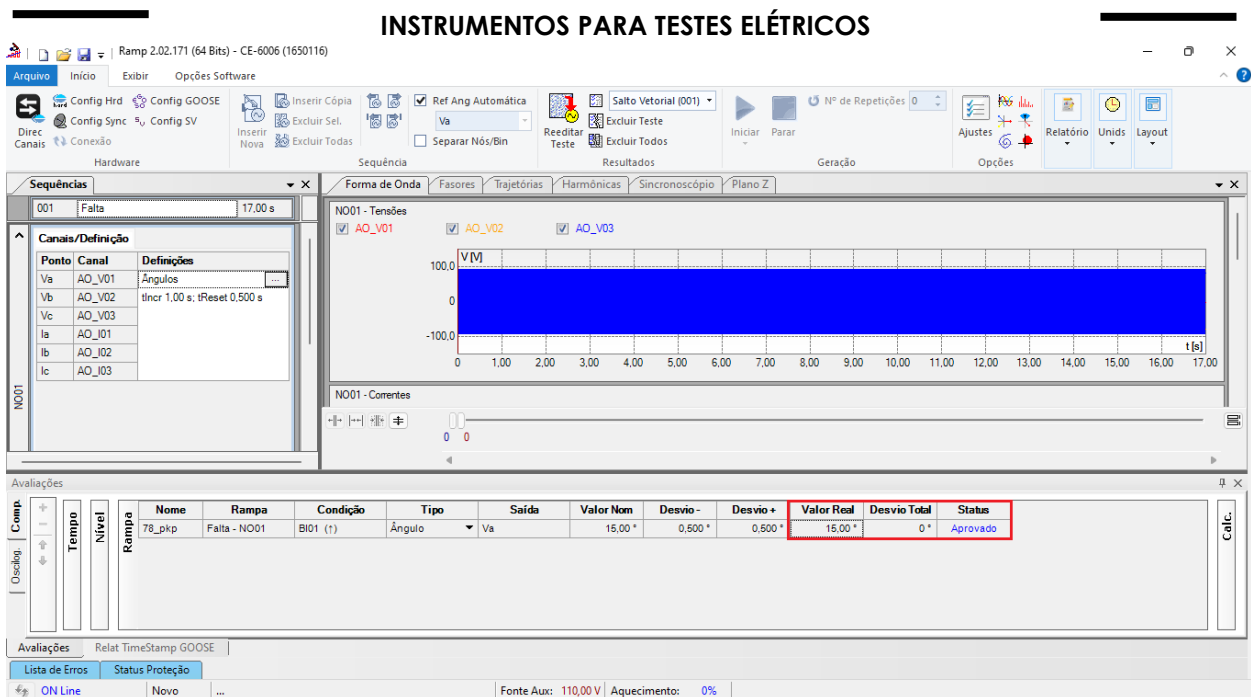 INSTRUMENTOS PARA TESTES ELÉTRICOS
Ramp 2.02.171 (64 Bits) - CE-6006 (1650116)
Arquivo Início Exibir Opções Software
Direc Canais
Config Hrd Config GOOSE
Config Sync Config SV
Conexão
Hardware
Inserir Nova
Inserir Cópia
Excluir Sel.
Excluir Todas
Ref Ang Automática
Va
Separar Nós/Bin
Sequência
Reeditar Teste
Salto Vetorial (001)
Excluir Teste
Excluir Todos
Resultados
Iniciar Parar
Nº de Repetições 0
Geração
Ajustes
Opções
Relatório Unids Layout
Sequências
001 Falta 17,00 s
Canais/Definição
Ponto Canal Definições
Va AO_V01 Ângulos ...
Vb AO_V02 tIncr 1,00 s; tReset 0,500 s
Vc AO_V03
Ia AO_I01
Ib AO_I02
Ic AO_I03
NO01
Forma de Onda Fasores Trajetórias Harmônicas Sincronoscópio Plano Z
NO01 - Tensões
AO_V01 AO_V02 AO_V03
V [V]
100,0
0
-100,0
t [s]
0 1,00 2,00 3,00 4,00 5,00 6,00 7,00 8,00 9,00 10,00 11,00 12,00 13,00 14,00 15,00 16,00 17,00
NO01 - Correntes
0 0
Avaliações
Comp.
Oscilog.
Tempo
Nível
Rampa
Nome Rampa Condição Tipo Saída Valor Nom Desvio - Desvio + Valor Real Desvio Total Status
78_pkp Falta - NO01 BI01 (↑) Ângulo Va 15,00 ° 0,500 ° 0,500 ° 15,00 ° 0 ° Aprovado
Calc.
Avaliações Relat TimeStamp GOOSE
Lista de Erros Status Proteção
ON Line Novo ... Fonte Aux: 110,00 V Aquecimento: 0%